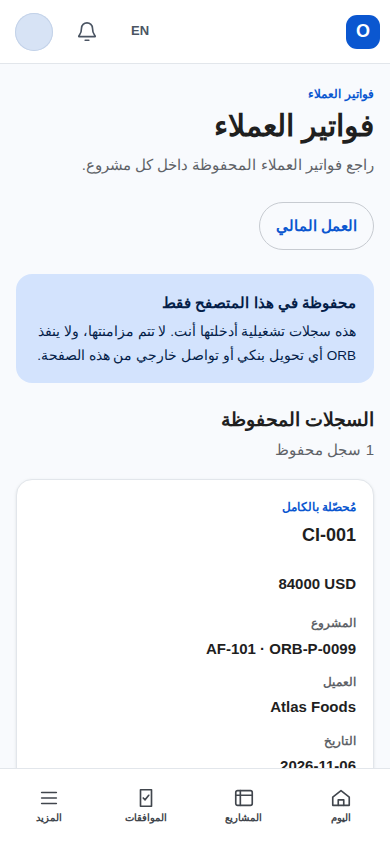 EN
O
فواتير العملاء
فواتير العملاء
راجع فواتير العملاء المحفوظة داخل كل مشروع.
العمل المالي
محفوظة في هذا المتصفح فقط
هذه سجلات تشغيلية أدخلتها أنت. لا تتم مزامنتها، ولا ينفذ
ORB أي تحويل بنكي أو تواصل خارجي من هذه الصفحة.
السجلات المحفوظة
1 سجل محفوظ
مُحصّلة بالكامل
CI-001
84000 USD
المشروع
AF-101 · ORB-P-0099
العميل
Atlas Foods
التاريخ
2026-11-06
اليوم
المشاريع
الموافقات
المزيد